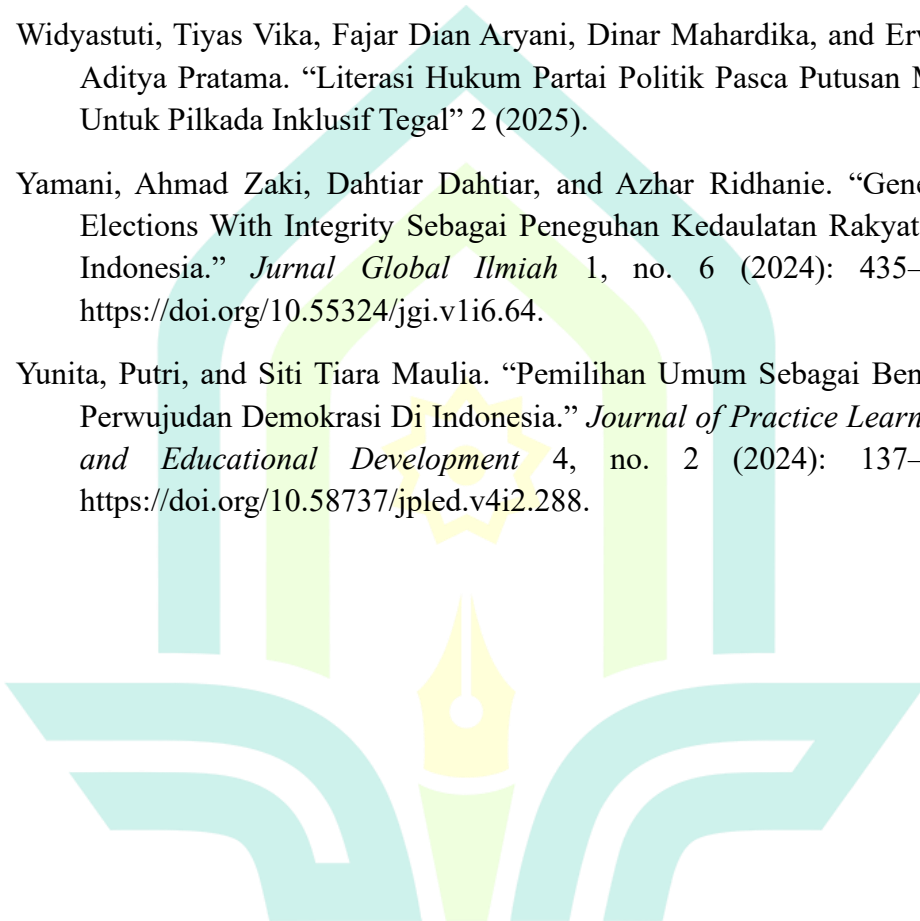 Widyastuti, Tiyas Vika, Fajar Dian Aryani, Dinar Mahardika, and
Aditya Pratama. “Literasi Hukum Partai Politik Pasca Putusan
Untuk Pilkada Inklusif Tegal” 2 (2025).
Yamani, Ahmad Zaki, Dahtiar Dahtiar, and Azhar Ridhanie. “Gene
Elections With Integrity Sebagai Peneguhan Kedaulatan Rakyat
Indonesia.” Jurnal Global Ilmiah 1, no. 6 (2024): 435–
https://doi.org/10.55324/jgi.v1i6.64.
Yunita, Putri, and Siti Tiara Maulia. “Pemilihan Umum Sebagai Ben
Perwujudan Demokrasi Di Indonesia.” Journal of Practice Learn
and Educational Development 4, no. 2 (2024): 137–
https://doi.org/10.58737/jpled.v4i2.288.